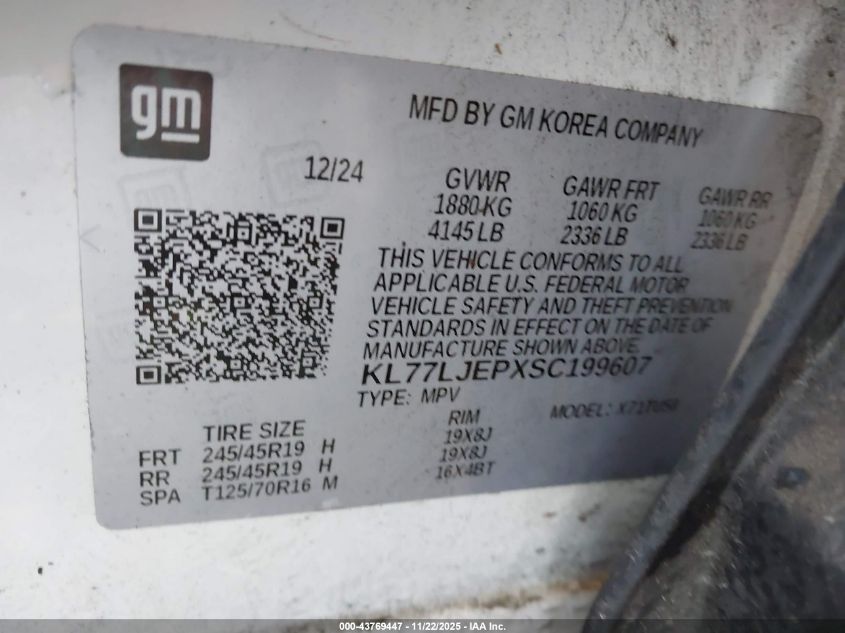 gm
MFD BY GM KOREA COMPANY
12/24
GVWR GAWR FRT GAWR RR
1880 KG 1060 KG 1060 KG
4145 LB 2336 LB 2336 LB
THIS VEHICLE CONFORMS TO ALL
APPLICABLE U.S. FEDERAL MOTOR
VEHICLE SAFETY AND THEFT PREVENTION
STANDARDS IN EFFECT ON THE DATE OF
MANUFACTURE SHOWN ABOVE.
KL77LJEPXSC199607
TYPE: MPV MODEL:
TIRE SIZE RIM
FRT 245/45R19 H 19X8J
RR 245/45R19 H 19X8J
SPA T125/70R16 M 16X4BT
000-43769447 - 11/22/2025 - IAA Inc.